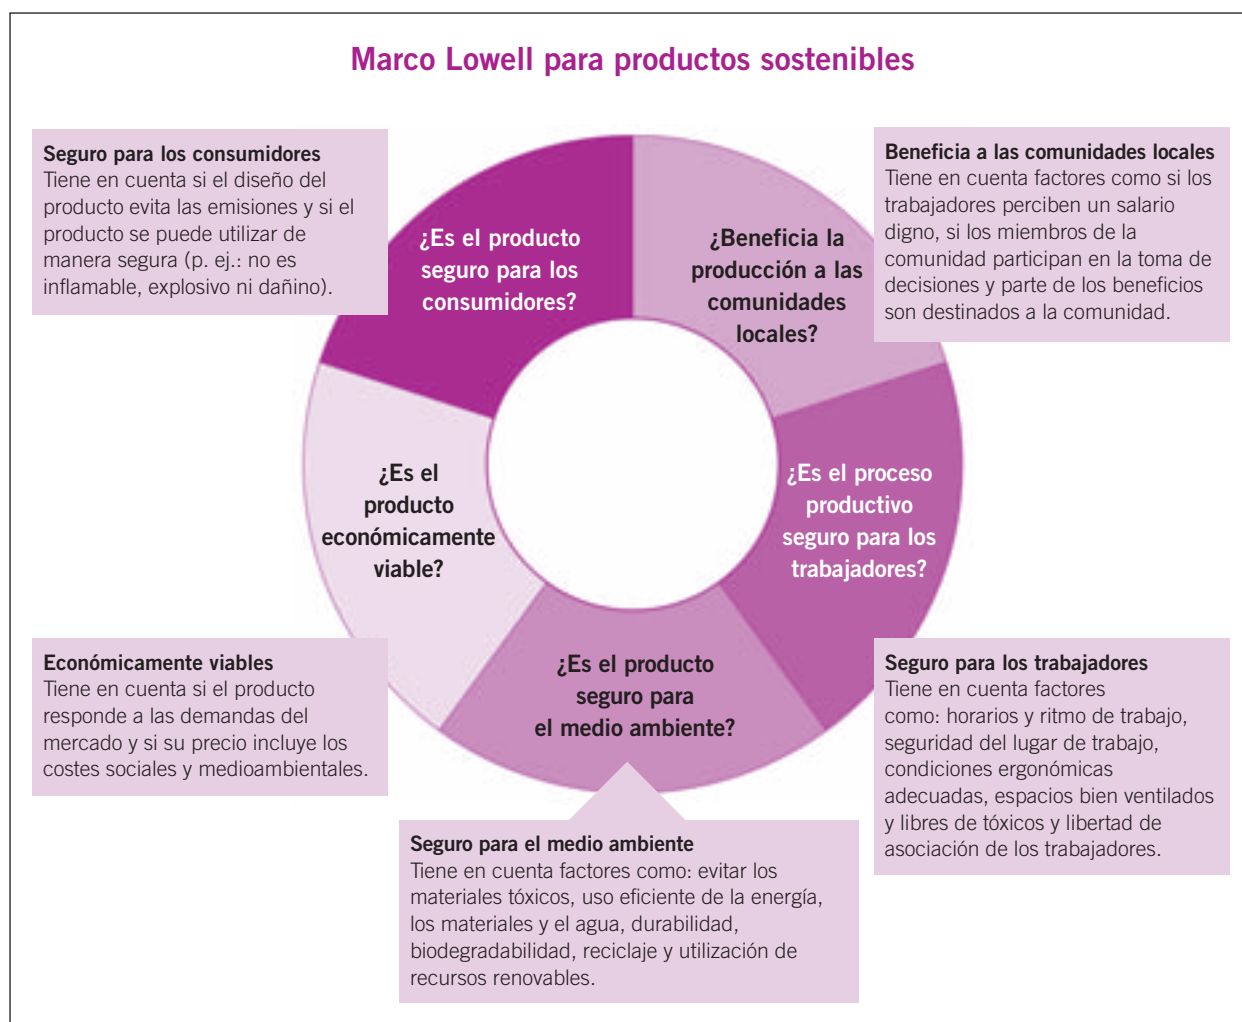 Marco Lowell para productos sostenibles
Seguro para los consumidores
Tiene en cuenta si el diseño del
producto evita las emisiones y si el
producto se puede utilizar de
manera segura (p. ej.: no es
inflamable, explosivo ni dañino).
¿Es el producto
seguro para los
consumidores?
¿Beneficia la
producción a las
comunidades
locales?
Beneficia a las comunidades locales
Tiene en cuenta factores como si los
trabajadores perciben un salario
digno, si los miembros de la
comunidad participan en la toma de
decisiones y parte de los beneficios
son destinados a la comunidad.
¿Es el
producto
económicamente
viable?
¿Es el proceso
productivo
seguro para los
trabajadores?
Económicamente viables
Tiene en cuenta si el producto
responde a las demandas del
mercado y si su precio incluye los
costes sociales y medioambientales.
¿Es el producto
seguro para
el medio ambiente?
Seguro para los trabajadores
Tiene en cuenta factores
como: horarios y ritmo de trabajo,
seguridad del lugar de trabajo,
condiciones ergonómicas
adecuadas, espacios bien ventilados
y libres de tóxicos y libertad de
asociación de los trabajadores.
Seguro para el medio ambiente
Tiene en cuenta factores como: evitar los
materiales tóxicos, uso eficiente de la energía,
los materiales y el agua, durabilidad,
biodegradabilidad, reciclaje y utilización de
recursos renovables.